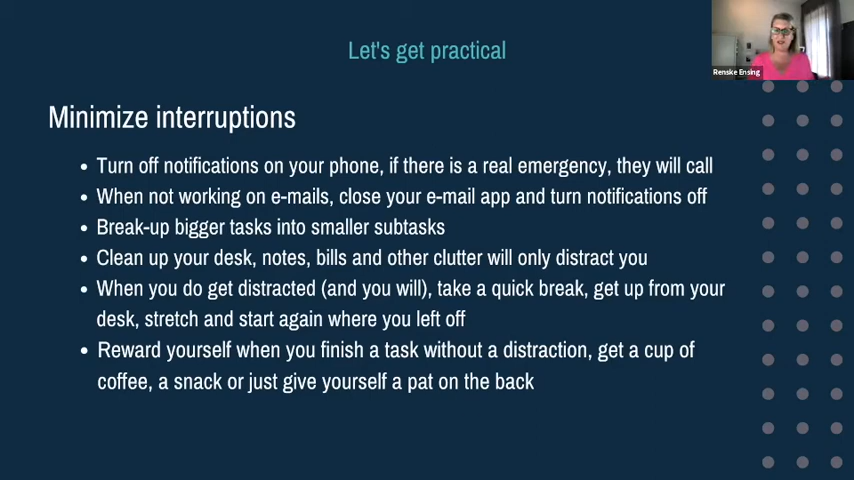 Let's get practical
Renske Ensing
Minimize interruptions
• Turn off notifications on your phone, if there is a real emergency, they will call
• When not working on e-mails, close your e-mail app and turn notifications off
• Break-up bigger tasks into smaller subtasks
• Clean up your desk, notes, bills and other clutter will only distract you
• When you do get distracted (and you will), take a quick break, get up from your
desk, stretch and start again where you left off
• Reward yourself when you finish a task without a distraction, get a cup of
coffee, a snack or just give yourself a pat on the back